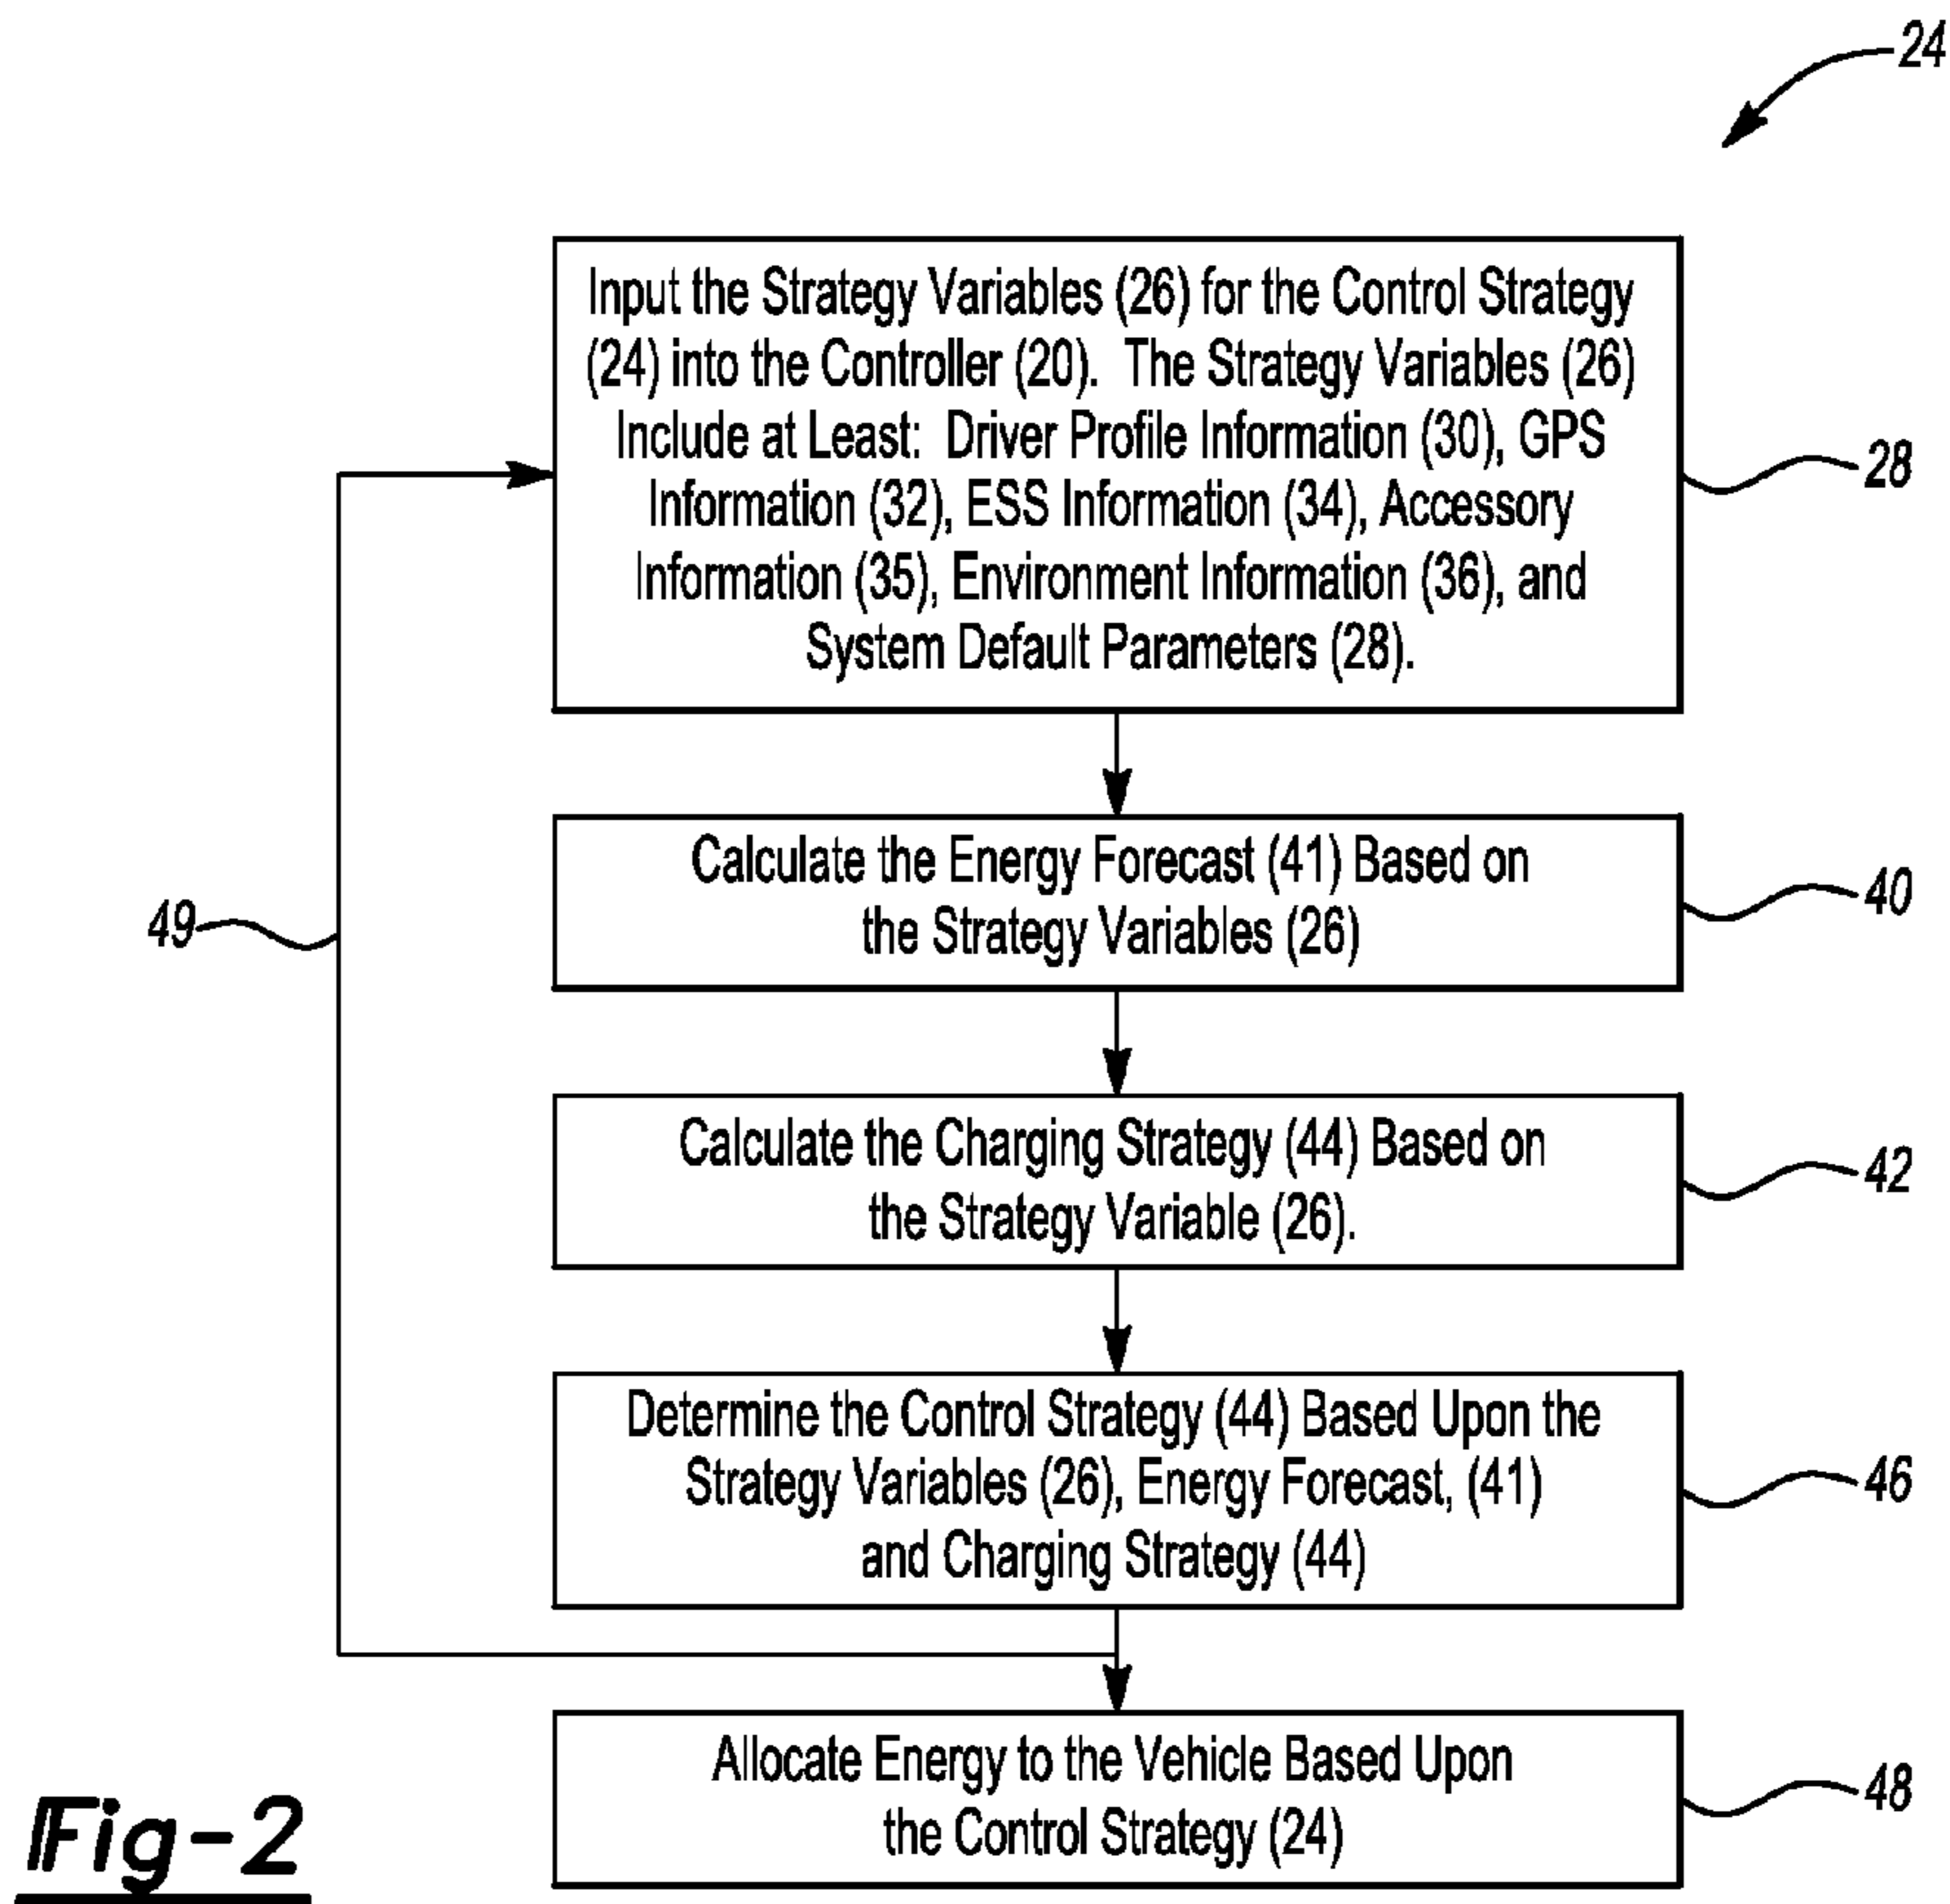 24
Input the Strategy Variables (26) for the Control Strategy
(24) into the Controller (20). The Strategy Variables (26)
Include at Least: Driver Profile Information (30), GPS
Information (32), ESS Information (34), Accessory
Information (35), Environment Information (36), and
System Default Parameters (28).
28
Calculate the Energy Forecast (41) Based on
the Strategy Variables (26)
40
49
Calculate the Charging Strategy (44) Based on
the Strategy Variable (26).
42
Determine the Control Strategy (44) Based Upon the
Strategy Variables (26), Energy Forecast, (41)
and Charging Strategy (44)
46
Allocate Energy to the Vehicle Based Upon
the Control Strategy (24)
48
Fig-2